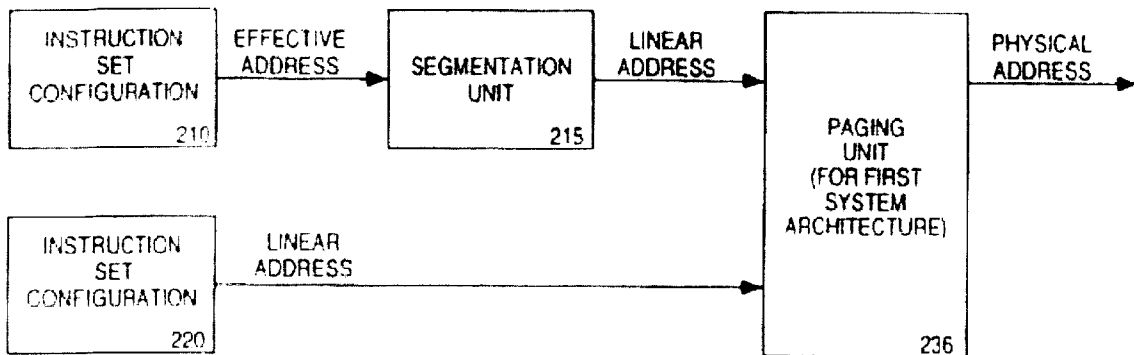 INSTRUCTION
SET
CONFIGURATION
210
EFFECTIVE
ADDRESS
SEGMENTATION
UNIT
215
LINEAR
ADDRESS
PAGING
UNIT
(FOR FIRST
SYSTEM
ARCHITECTURE)
236
PHYSICAL
ADDRESS
INSTRUCTION
SET
CONFIGURATION
220
LINEAR
ADDRESS